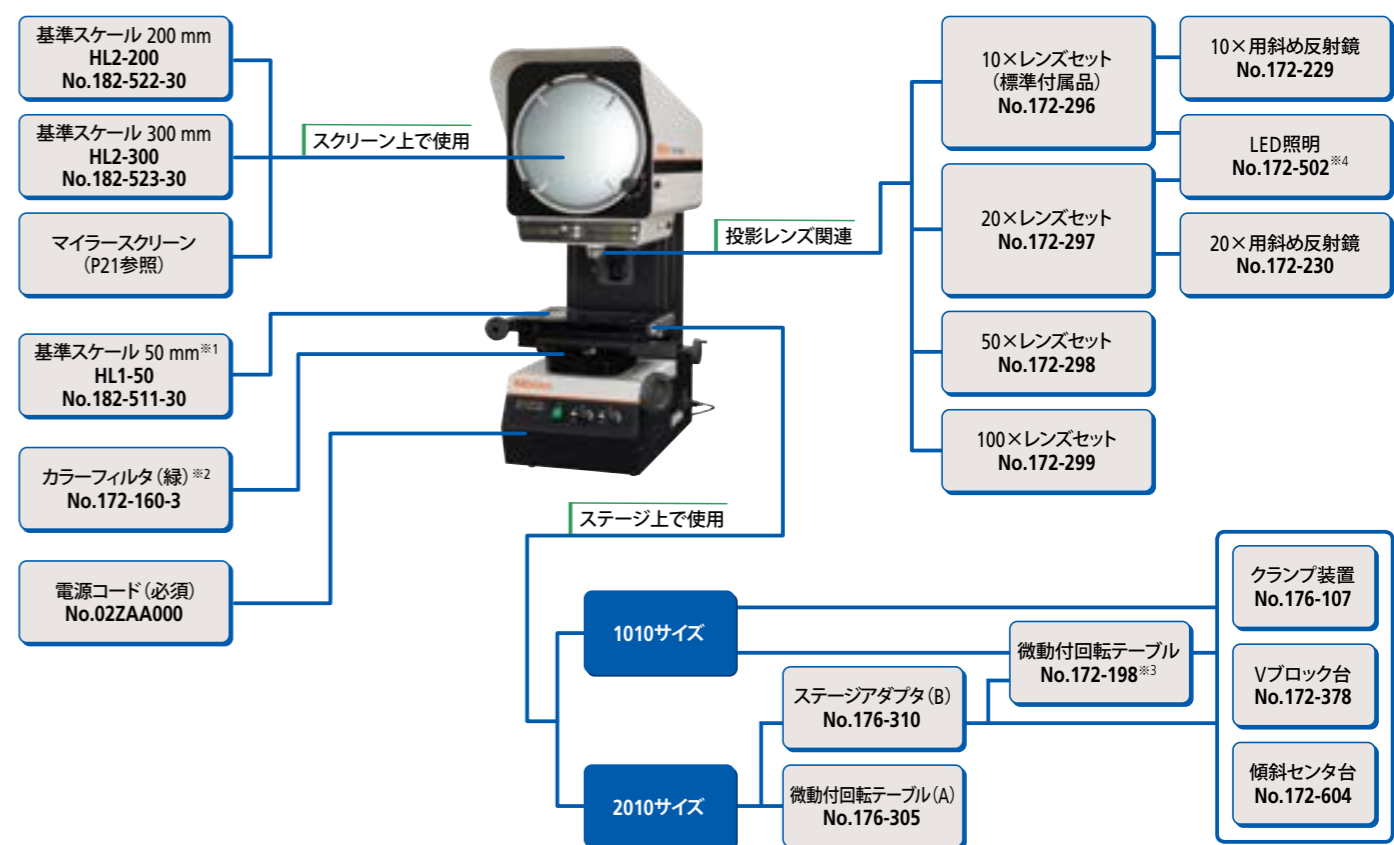 基準スケール 200 mm
HL2-200
No.182-522-30
基準スケール 300 mm
HL2-300
No.182-523-30
マイラースクリーン
(P21参照)
基準スケール 50 mm※1
HL1-50
No.182-511-30
カラーフィルタ(緑)※2
No.172-160-3
電源コード(必須)
No.02ZAA000
スクリーン上で使用
投影レンズ関連
ステージ上で使用
10×レンズセット
(標準付属品)
No.172-296
20×レンズセット
No.172-297
50×レンズセット
No.172-298
100×レンズセット
No.172-299
10×用斜め反射鏡
No.172-229
LED照明
No.172-502※4
20×用斜め反射鏡
No.172-230
1010サイズ
2010サイズ
ステージアダプタ(B)
No.176-310
微動付回転テーブル(A)
No.176-305
微動付回転テーブル
No.172-198※3
クランプ装置
No.176-107
Vブロック台
No.172-378
傾斜センタ台
No.172-604